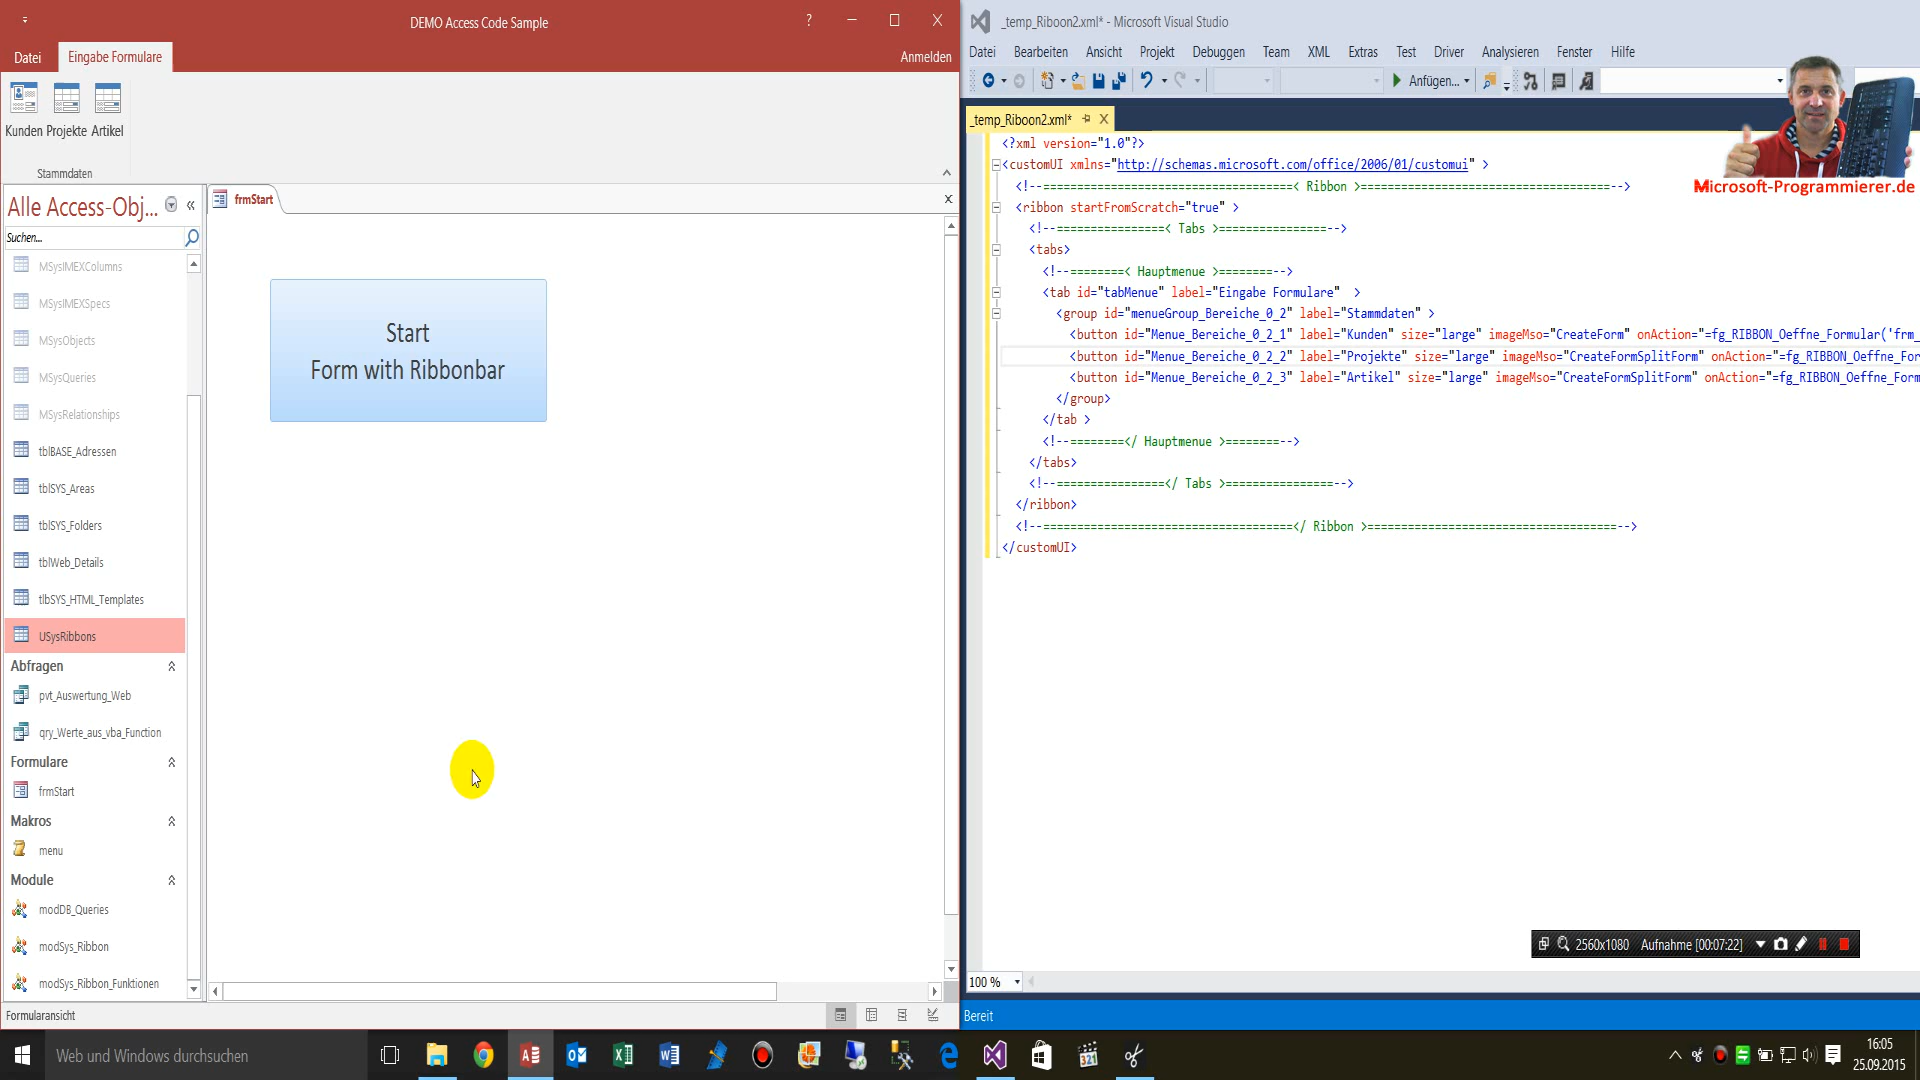 DEMO Access Code Sample
?
Datei
Eingabe Formulare
Anmelden
Kunden
Projekte
Artikel
Stammdaten
Alle Access-Obj...
«
Suchen...
MSysIMEXColumns
MSysIMEXSpecs
MSysObjects
MSysQueries
MSysRelationships
tblBASE_Adressen
tblSYS_Areas
tblSYS_Folders
tblWeb_Details
tlbSYS_HTML_Templates
USysRibbons
Abfragen
pvt_Auswertung_Web
qry_Werte_aus_vba_Function
Formulare
frmStart
Makros
menu
Module
modDB_Queries
modSys_Ribbon
modSys_Ribbon_Funktionen
frmStart
Start
Form with Ribbonbar
Formularansicht
_temp_Riboon2.xml* - Microsoft Visual Studio
Datei Bearbeiten Ansicht Projekt Debuggen Team XML Extras Test Driver Analysieren Fenster Hilfe
Anfügen...
_temp_Riboon2.xml*
Microsoft-Programmierer.de
<?xml version="1.0"?>
<customUI xmlns="http://schemas.microsoft.com/office/2006/01/customui" >
<!--=====================================< Ribbon >=====================================-->
<ribbon startFromScratch="true" >
<!--================< Tabs >================-->
<tabs>
<!--========< Hauptmenue >========-->
<tab id="tabMenue" label="Eingabe Formulare"  >
<group id="menueGroup_Bereiche_0_2" label="Stammdaten" >
<button id="Menue_Bereiche_0_2_1" label="Kunden" size="large" imageMso="CreateForm" onAction="=fg_RIBBON_Oeffne_Formular('frm_
<button id="Menue_Bereiche_0_2_2" label="Projekte" size="large" imageMso="CreateFormSplitForm" onAction="=fg_RIBBON_Oeffne_For
<button id="Menue_Bereiche_0_2_3" label="Artikel" size="large" imageMso="CreateFormSplitForm" onAction="=fg_RIBBON_Oeffne_Form
</group>
</tab >
<!--========</ Hauptmenue >========-->
</tabs>
<!--================</ Tabs >================-->
</ribbon>
<!--=====================================</ Ribbon >=====================================-->
</customUI>
2560x1080 Aufnahme [00:07:22]
100 %
Bereit
Web und Windows durchsuchen
321
16:05
25.09.2015